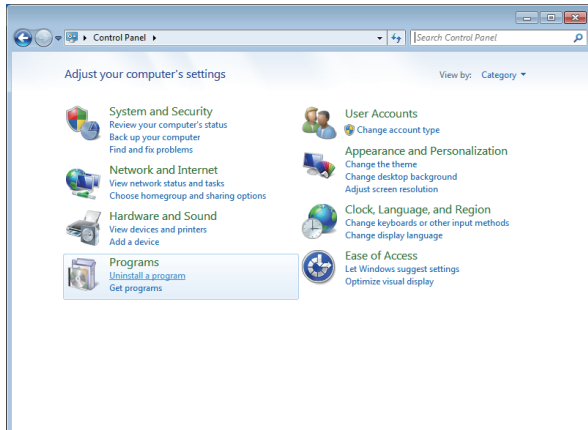 Control Panel
Search Control Panel
Adjust your computer's settings
View by: Category
System and Security
Review your computer's status
Back up your computer
Find and fix problems
Network and Internet
View network status and tasks
Choose homegroup and sharing options
Hardware and Sound
View devices and printers
Add a device
Programs
Uninstall a program
Get programs
User Accounts
Change account type
Appearance and Personalization
Change the theme
Change desktop background
Adjust screen resolution
Clock, Language, and Region
Change keyboards or other input methods
Change display language
Ease of Access
Let Windows suggest settings
Optimize visual display